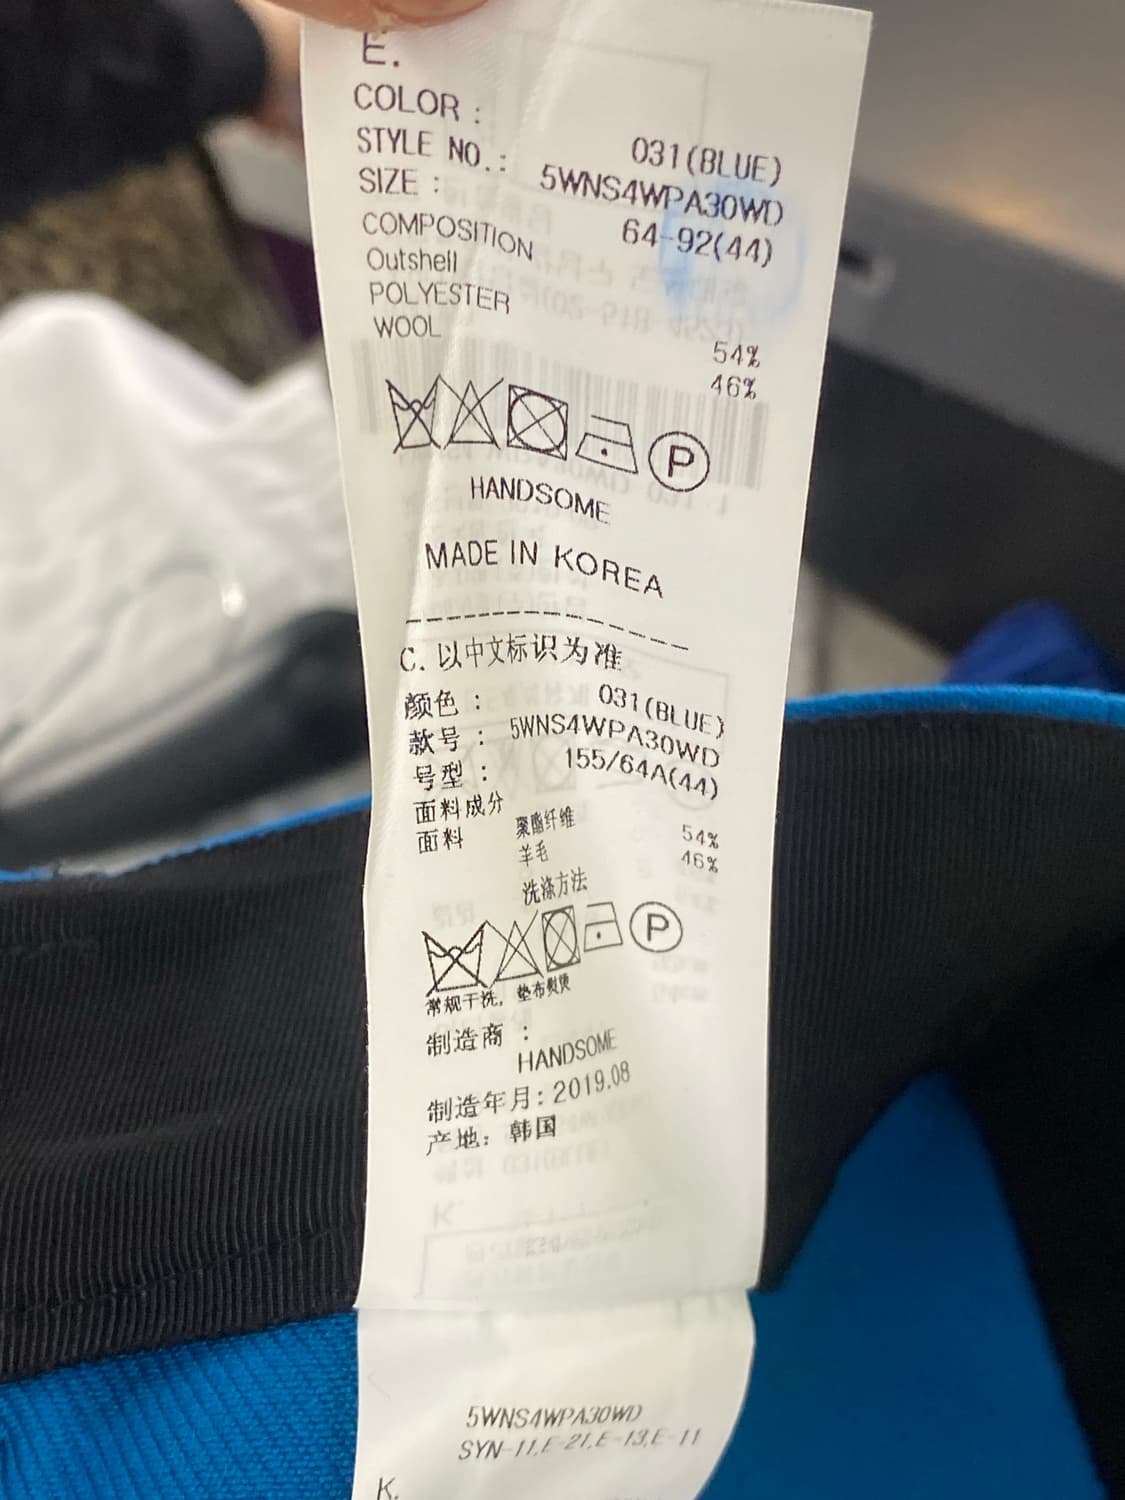 E.
COLOR : 031(BLUE)
STYLE NO.: 5WNS4WPA30WD
SIZE : 64-92(44)
COMPOSITION
Outshell
POLYESTER 54%
WOOL 46%
P
HANDSOME
MADE IN KOREA
C. 以中文标识为准
颜色 : 031(BLUE)
款号 : 5WNS4WPA30WD
号型 : 155/64A(44)
面料成分
面料 聚酯纤维 54%
羊毛 46%
洗涤方法
P
常规干洗, 垫布熨烫
制造商 :
HANDSOME
制造年月: 2019.08
产地: 韩国
5WNS4WPA30WD
SYN-11,E-21,E-13,E-11
K.